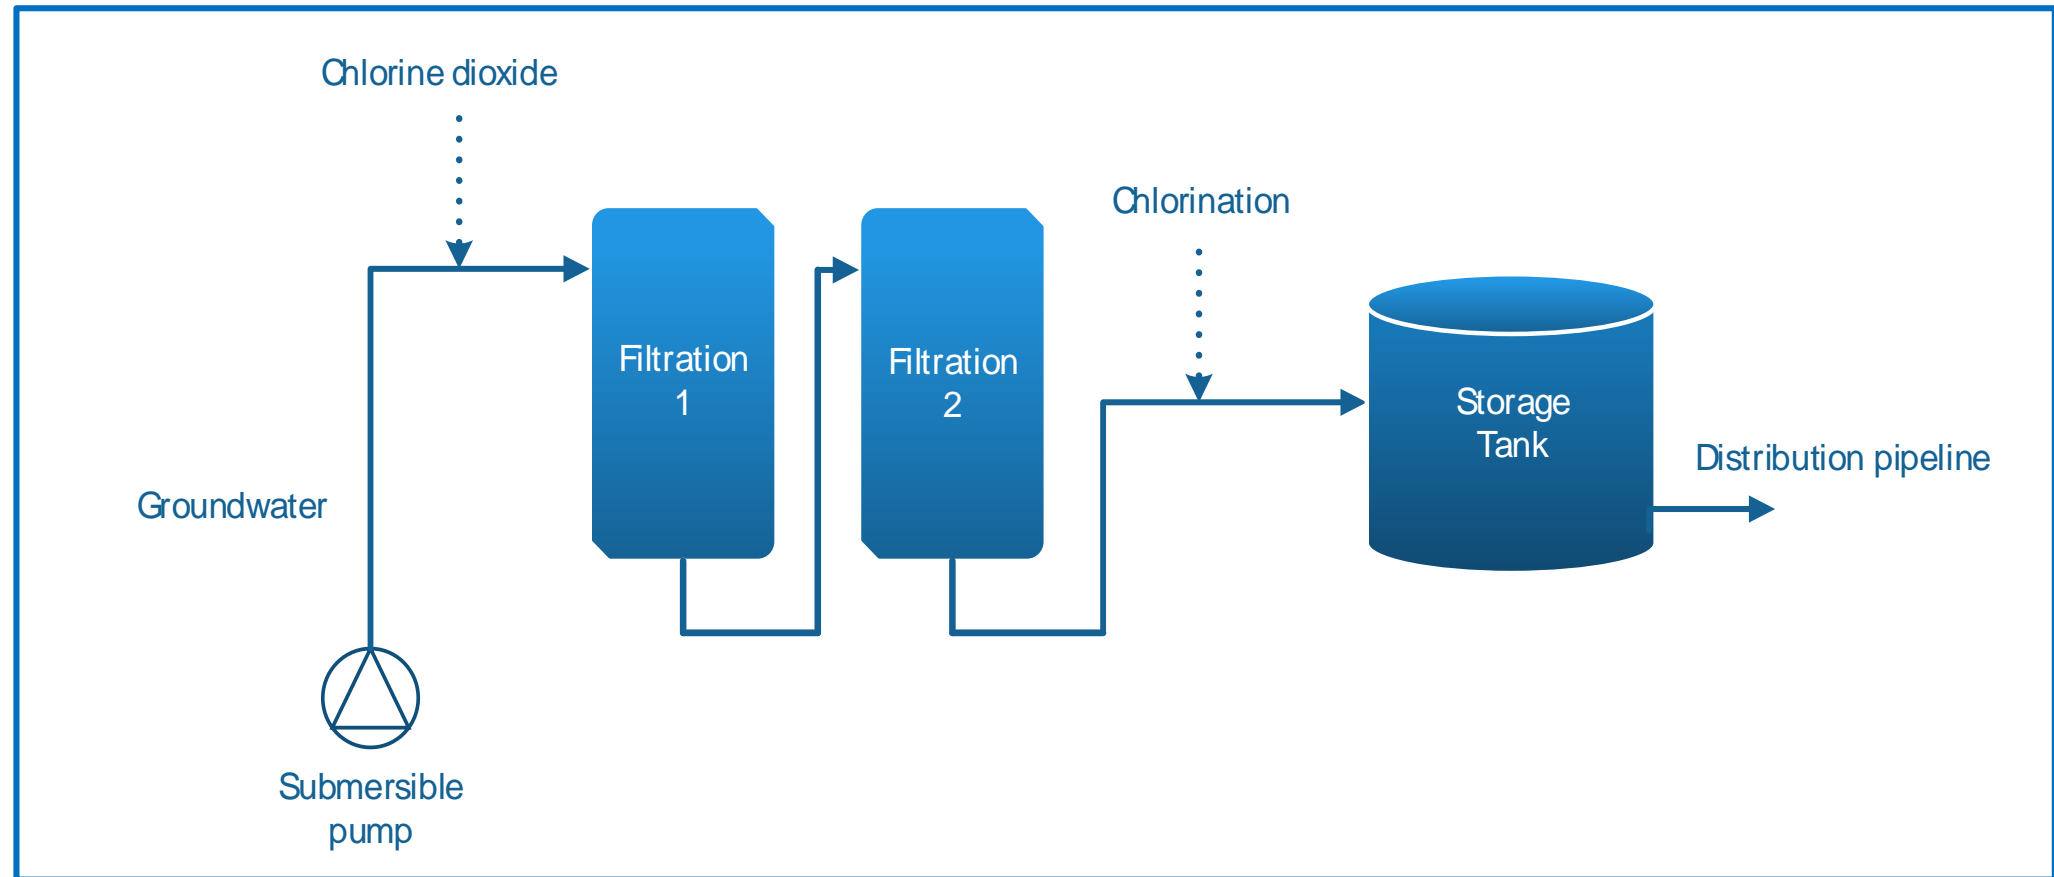 Chlorine dioxide
Chlorination
Filtration
1
Filtration
2
Storage
Tank
Distribution pipeline
Groundwater
Submersible
pump